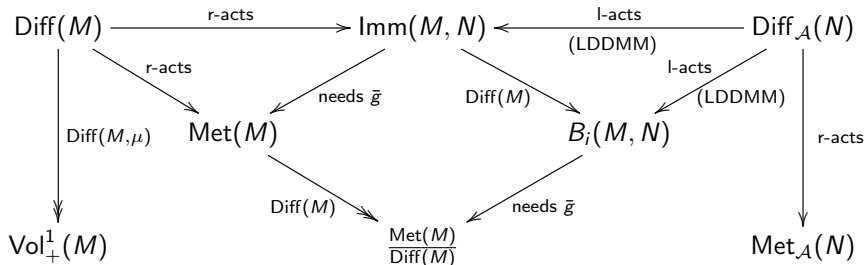 Diff(M) r-acts Imm(M, N) l-acts Diff_𝒜(N)
(LDDMM)
r-acts needs ḡ Diff(M) l-acts (LDDMM)
Diff(M,μ) Met(M) B_i(M, N) r-acts
Diff(M) needs ḡ
Vol^1_+(M) Met(M)/Diff(M) Met_𝒜(N)